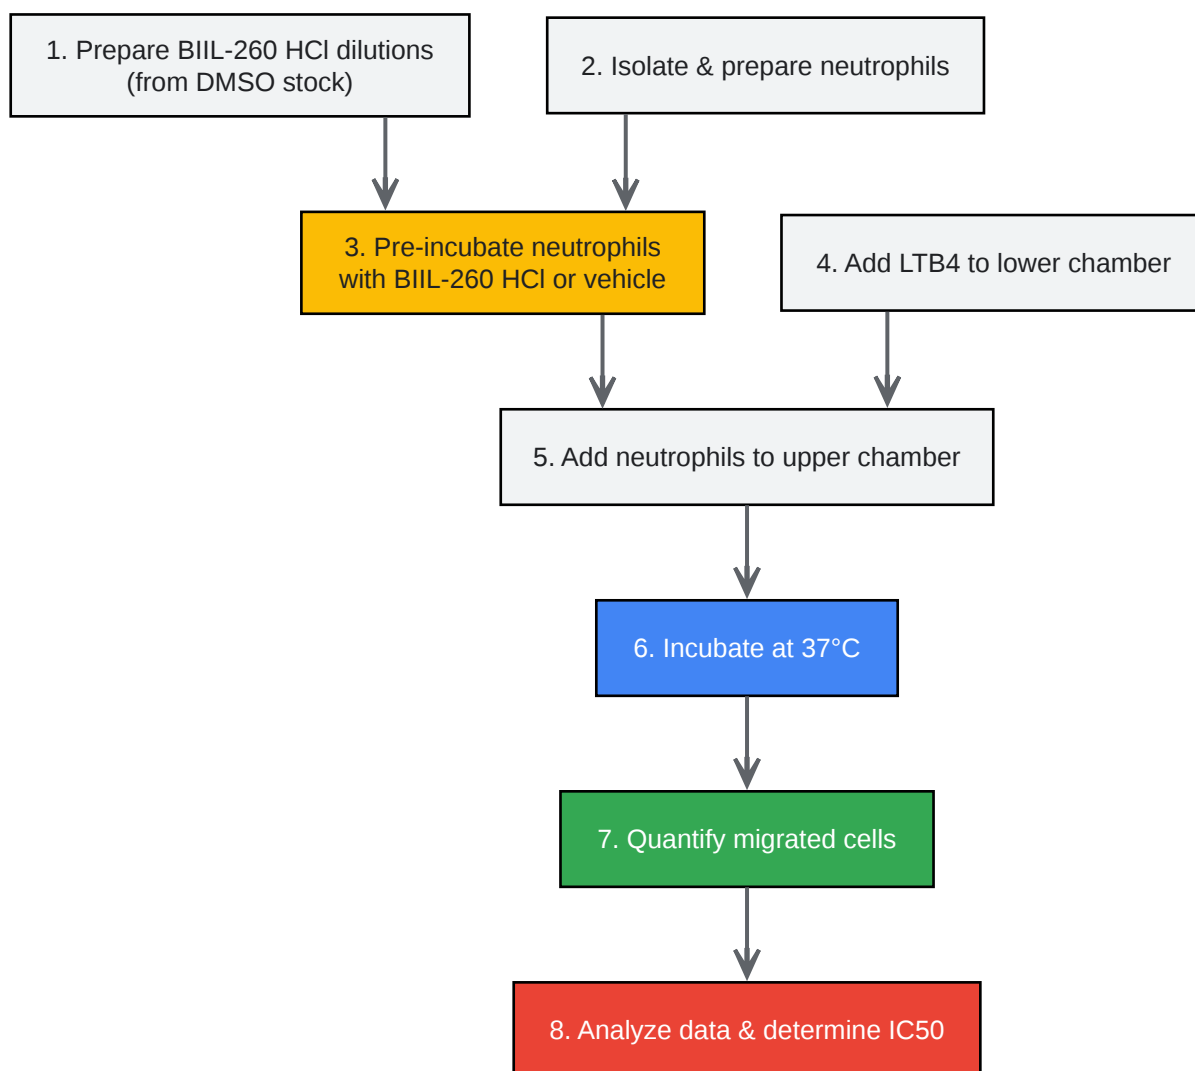 1. Prepare BIIL-260 HCl dilutions
(from DMSO stock)
2. Isolate & prepare neutrophils
3. Pre-incubate neutrophils
with BIIL-260 HCl or vehicle
4. Add LTB4 to lower chamber
5. Add neutrophils to upper chamber
6. Incubate at 37°C
7. Quantify migrated cells
8. Analyze data & determine IC50